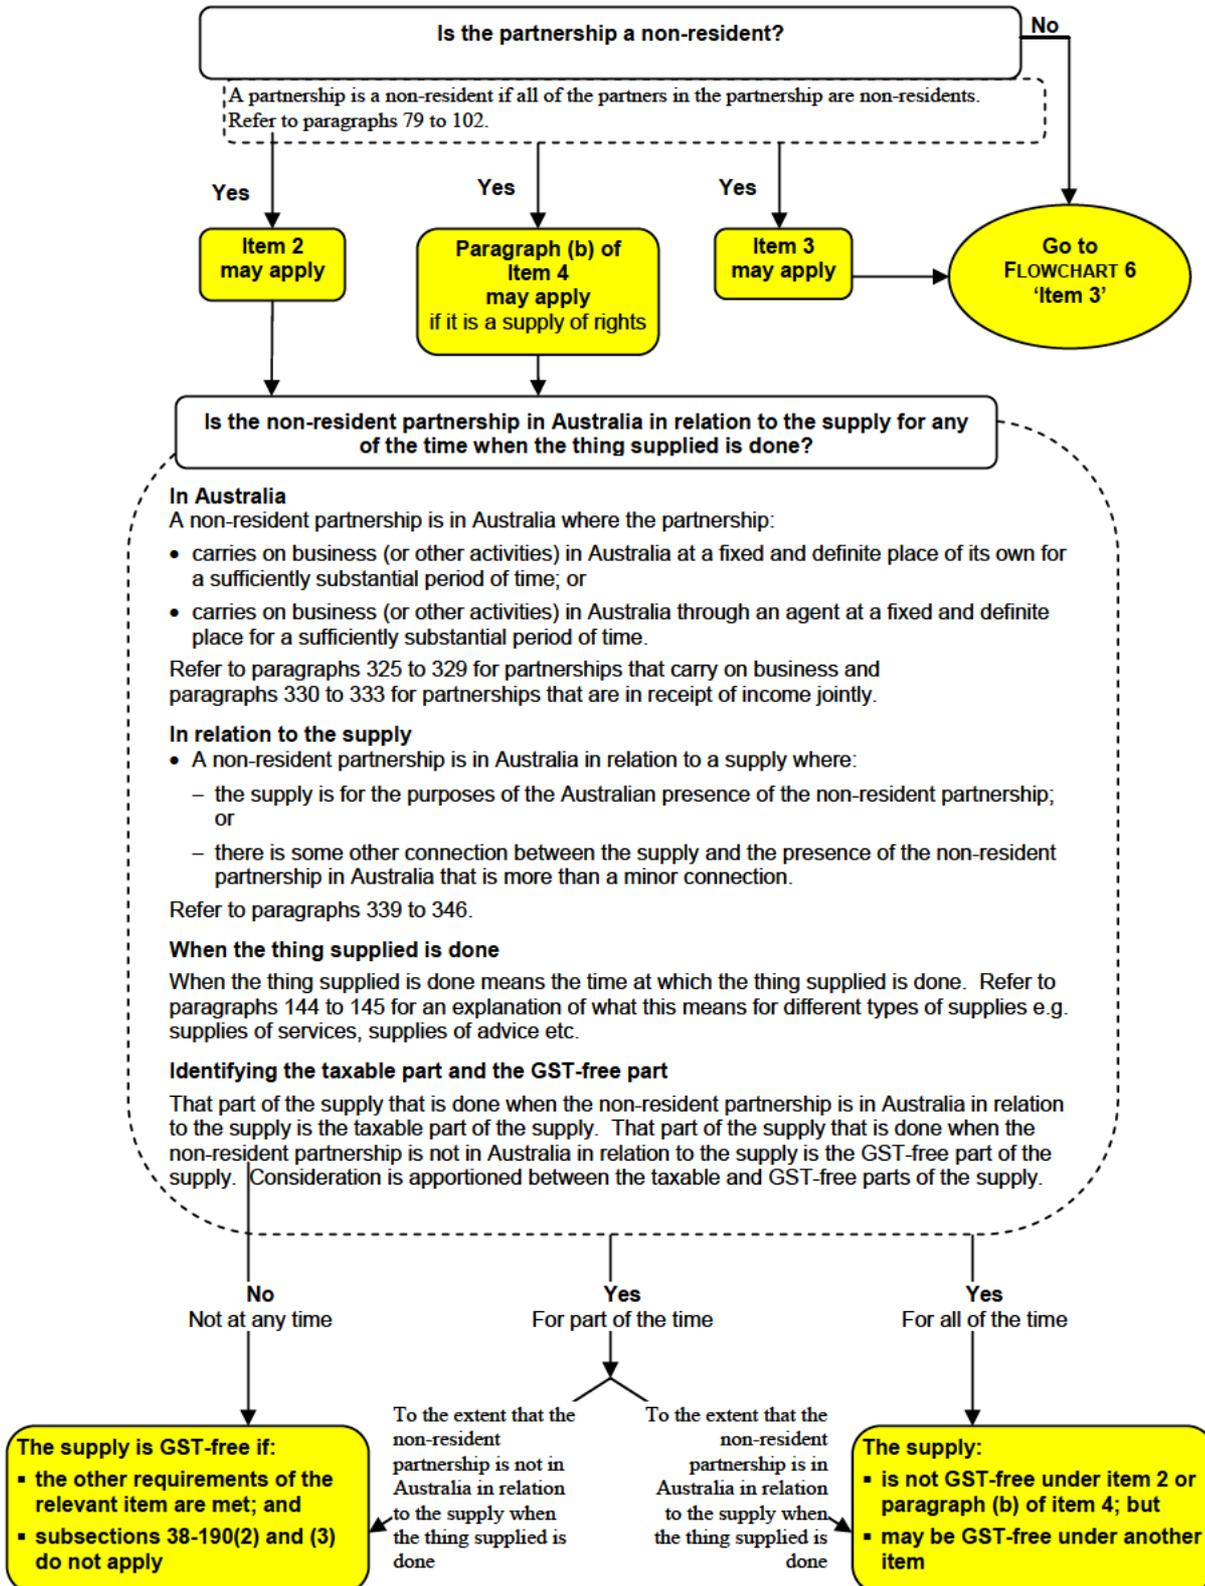 Is the partnership a non-resident?
No
A partnership is a non-resident if all of the partners in the partnership are non-residents.
Refer to paragraphs 79 to 102.
Yes
Yes
Yes
Item 2
may apply
Paragraph (b) of
Item 4
may apply
if it is a supply of rights
Item 3
may apply
Go to
FLOWCHART 6
‘Item 3’
Is the non-resident partnership in Australia in relation to the supply for any
of the time when the thing supplied is done?
In Australia
A non-resident partnership is in Australia where the partnership:
• carries on business (or other activities) in Australia at a fixed and definite place of its own for
a sufficiently substantial period of time; or
• carries on business (or other activities) in Australia through an agent at a fixed and definite
place for a sufficiently substantial period of time.
Refer to paragraphs 325 to 329 for partnerships that carry on business and
paragraphs 330 to 333 for partnerships that are in receipt of income jointly.
In relation to the supply
• A non-resident partnership is in Australia in relation to a supply where:
– the supply is for the purposes of the Australian presence of the non-resident partnership;
or
– there is some other connection between the supply and the presence of the non-resident
partnership in Australia that is more than a minor connection.
Refer to paragraphs 339 to 346.
When the thing supplied is done
When the thing supplied is done means the time at which the thing supplied is done. Refer to
paragraphs 144 to 145 for an explanation of what this means for different types of supplies e.g.
supplies of services, supplies of advice etc.
Identifying the taxable part and the GST-free part
That part of the supply that is done when the non-resident partnership is in Australia in relation
to the supply is the taxable part of the supply. That part of the supply that is done when the
non-resident partnership is not in Australia in relation to the supply is the GST-free part of the
supply. Consideration is apportioned between the taxable and GST-free parts of the supply.
No
Not at any time
Yes
For part of the time
Yes
For all of the time
The supply is GST-free if:
▪ the other requirements of the
relevant item are met; and
▪ subsections 38-190(2) and (3)
do not apply
To the extent that the
non-resident
partnership is not in
Australia in relation
to the supply when
the thing supplied is
done
To the extent that the
non-resident
partnership is in
Australia in relation
to the supply when
the thing supplied is
done
The supply:
▪ is not GST-free under item 2 or
paragraph (b) of item 4; but
▪ may be GST-free under another
item